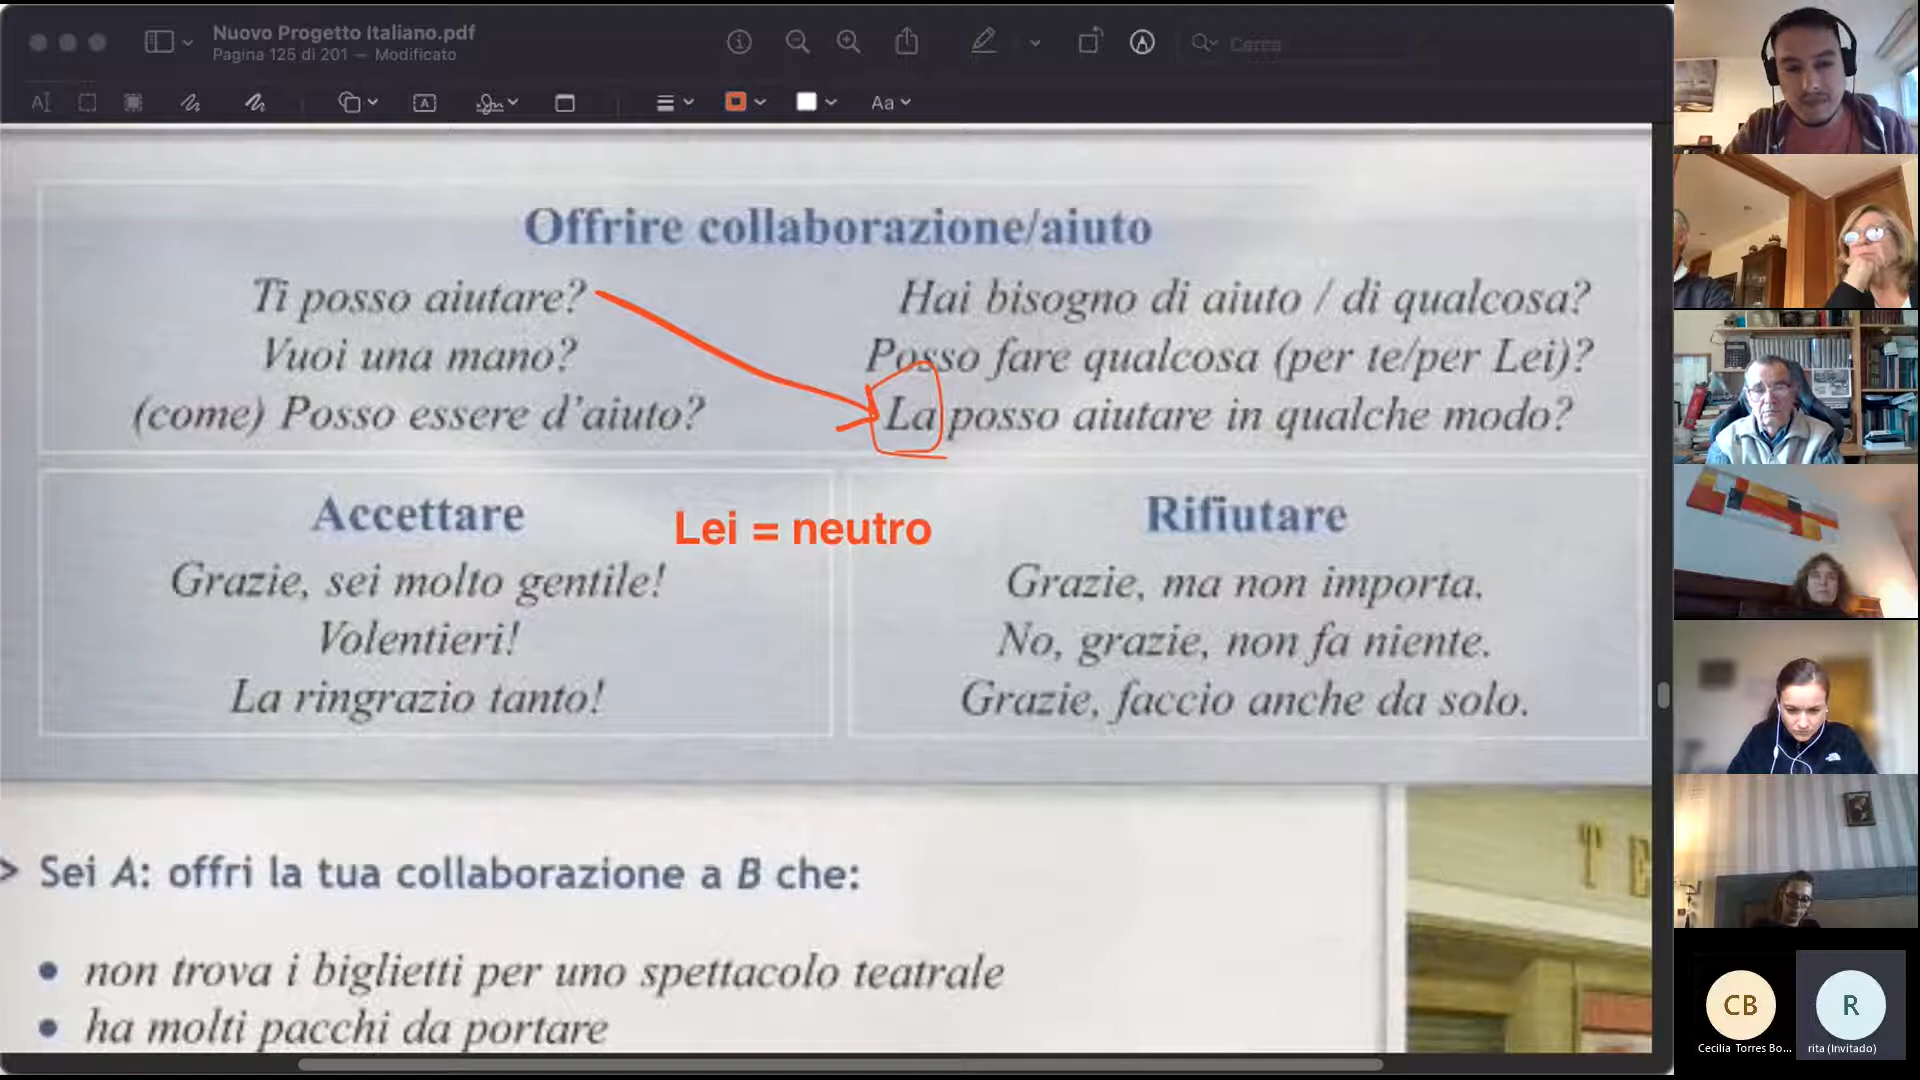 Nuovo Progetto Italiano.pdf
Pagina 125 di 201 — Modificato
Cerca
Aa
Offrire collaborazione/aiuto
Ti posso aiutare?
Vuoi una mano?
(come) Posso essere d'aiuto?
Hai bisogno di aiuto / di qualcosa?
Posso fare qualcosa (per te/per Lei)?
La posso aiutare in qualche modo?
Accettare
Grazie, sei molto gentile!
Volentieri!
La ringrazio tanto!
Lei = neutro
Rifiutare
Grazie, ma non importa.
No, grazie, non fa niente.
Grazie, faccio anche da solo.
> Sei A: offri la tua collaborazione a B che:
• non trova i biglietti per uno spettacolo teatrale
• ha molti pacchi da portare
T E
CB
Cecilia Torres Bo...
R
rita (Invitado)